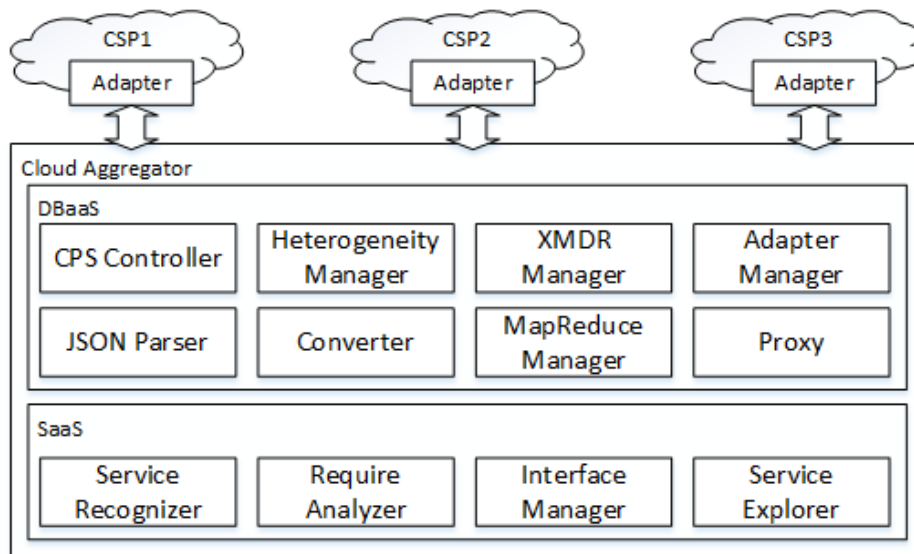 CSP1
CSP2
CSP3
Adapter
Adapter
Adapter
Cloud Aggregator
DBaaS
CPS Controller
Heterogeneity
Manager
XMDR
Manager
Adapter
Manager
JSON Parser
Converter
MapReduce
Manager
Proxy
SaaS
Service
Recognizer
Require
Analyzer
Interface
Manager
Service
Explorer